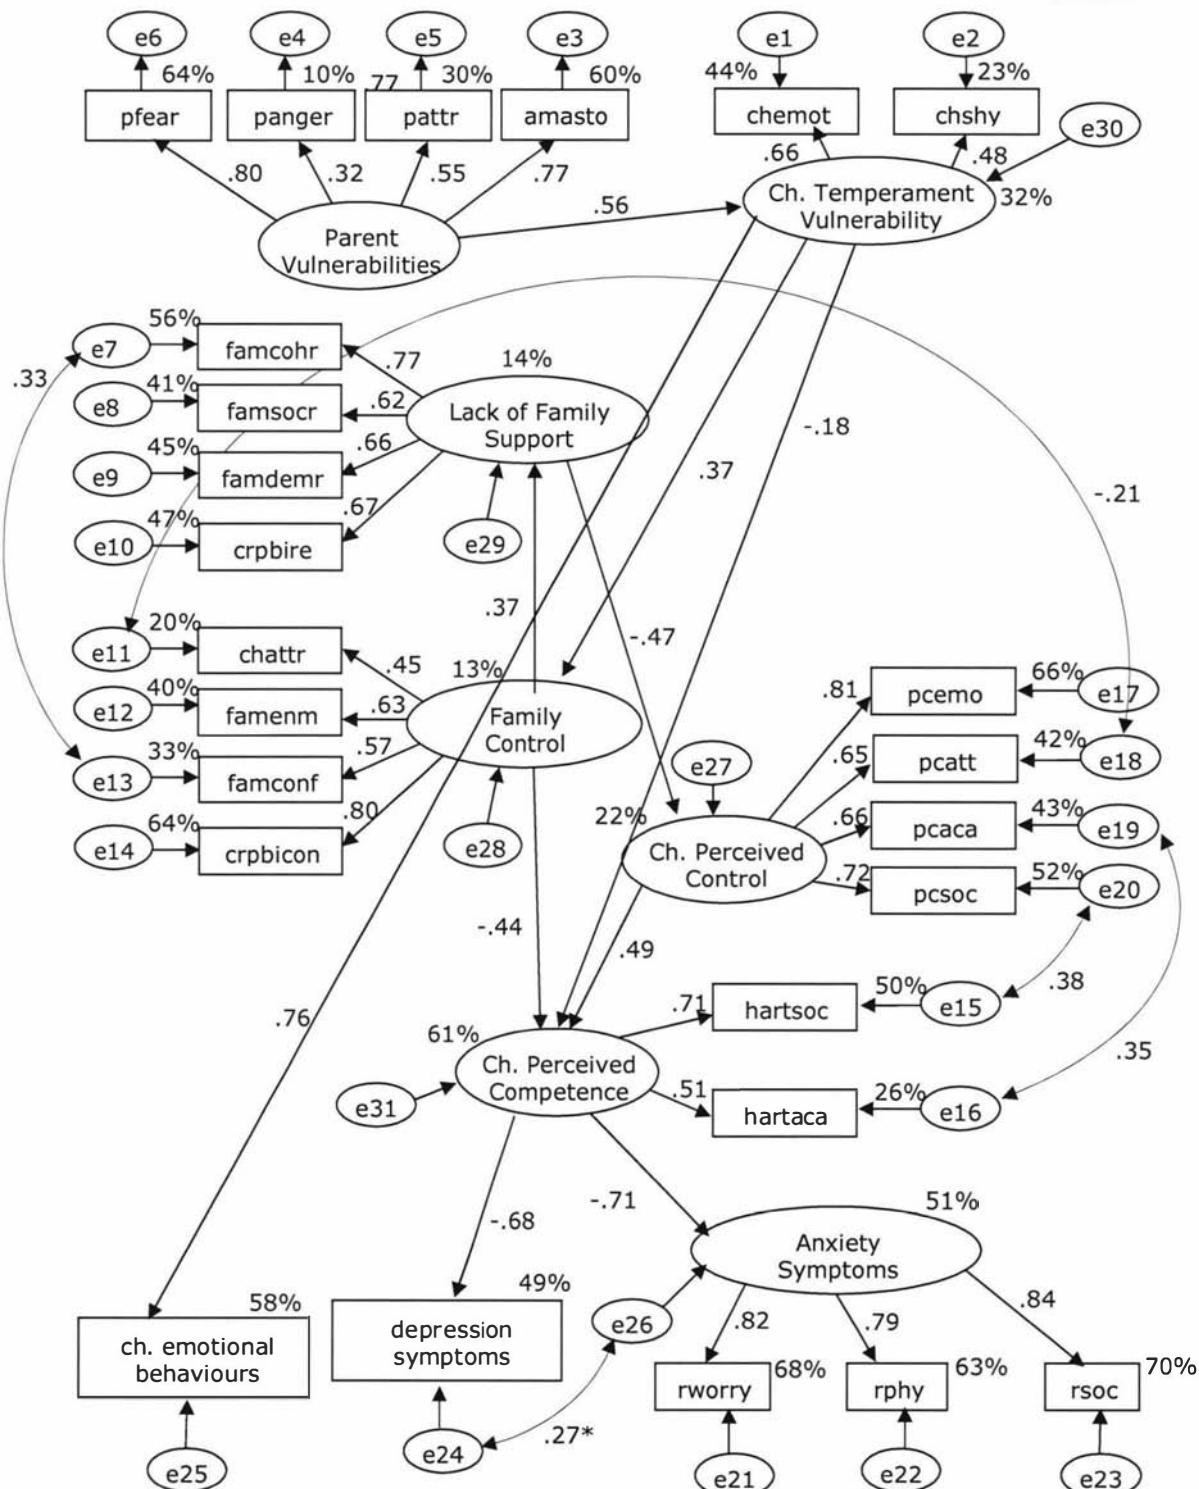 e6 e4 e5 e3 e1 e2
64% 10% .77 30% 60% 44% 23%
pfear panger pattr amasto chemot chshy e30
.80 .32 .55 .77 .66 .48
.56
Ch. Temperament
Vulnerability
32%
Parent
Vulnerabilities
e7 56% famcohr .77 14%
.33
e8 41% famsocr .62
Lack of Family
Support
-.18
e9 45% famdemr .66 .37
-.21
e10 47% crpbire .67 e29
.37
-.47
e11 20% chattr .45 13%
e12 40% famenm .63
Family
Control
e13 33% famconf .57
e14 64% crpbicon .80 e28
.81 pcemo 66% e17
e27 .65 pcatt 42% e18
22% .66 pcaca 43% e19
Ch. Perceived
Control
.72 pcsoc 52% e20
-.44 .49
.38
.76
.71 hartsoc 50% e15
61%
Ch. Perceived
Competence
.35
e31 .51 hartaca 26% e16
-.68 -.71 51%
Anxiety
Symptoms
58% 49%
ch. emotional
behaviours
depression
symptoms
e26 .82 .79 .84
rworry 68% rphy 63% rsoc 70%
.27*
e25 e24 e21 e22 e23